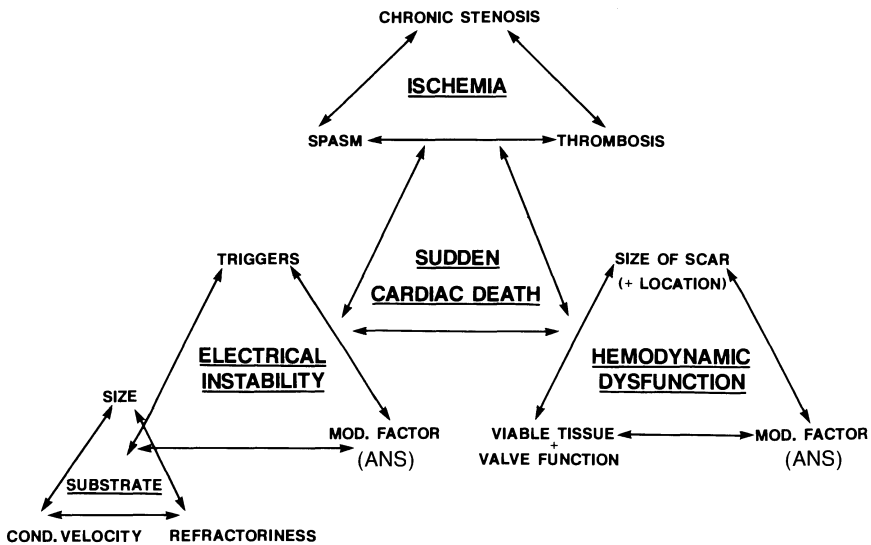 CHRONIC STENOSIS
ISCHEMIA
SPASM
THROMBOSIS
TRIGGERS
SUDDEN
CARDIAC DEATH
SIZE OF SCAR
(+ LOCATION)
ELECTRICAL
INSTABILITY
HEMODYNAMIC
DYSFUNCTION
SIZE
MOD. FACTOR
(ANS)
VIABLE TISSUE
+
VALVE FUNCTION
MOD. FACTOR
(ANS)
SUBSTRATE
COND. VELOCITY
REFRACTORINESS